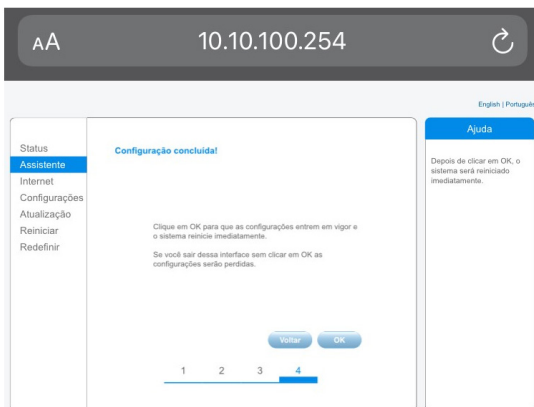 AA
10.10.100.254
English | Português
Status
Assistente
Internet
Configurações
Atualização
Reiniciar
Redefinir
Configuração concluída!
Clique em OK para que as configurações entrem em vigor e
o sistema reinicie imediatamente.
Se você sair dessa interface sem clicar em OK as
configurações serão perdidas.
Voltar
OK
1 2 3 4
Ajuda
Depois de clicar em OK, o
sistema será reiniciado
imediatamente.